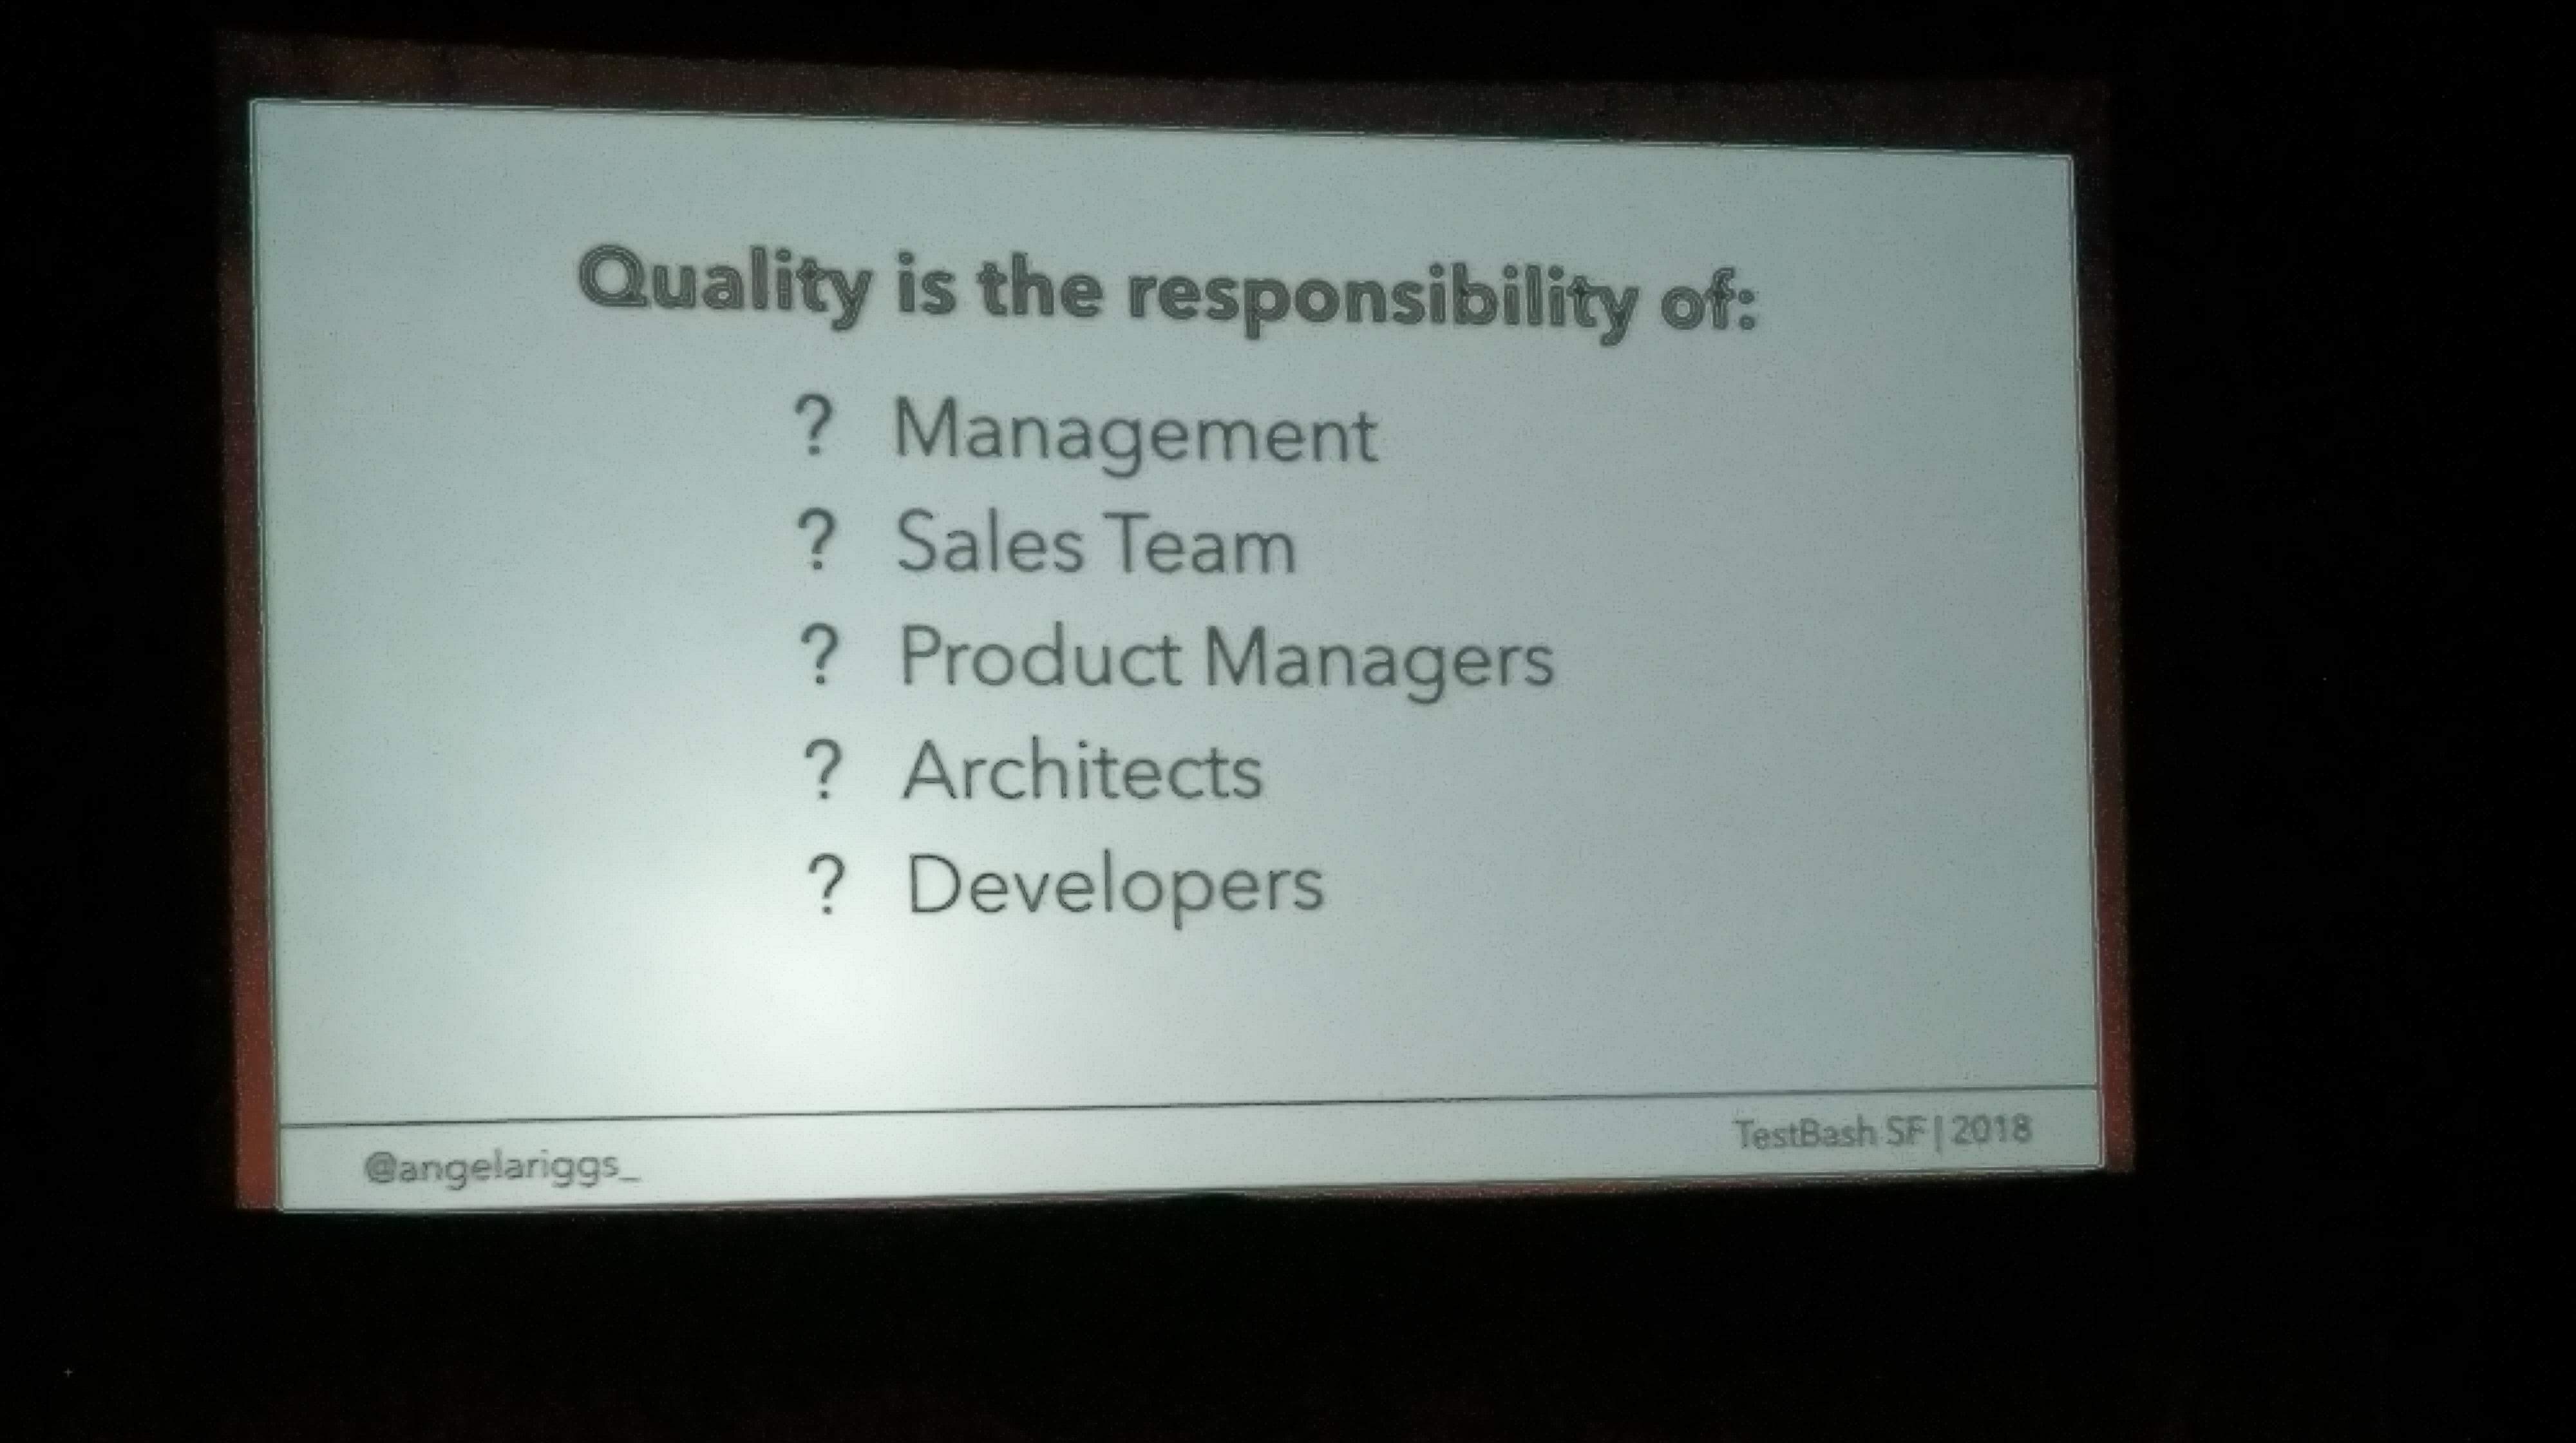 Quality is the responsibility of:
? Management
? Sales Team
? Product Managers
? Architects
? Developers
@angelariggs_
TestBash SF | 2018